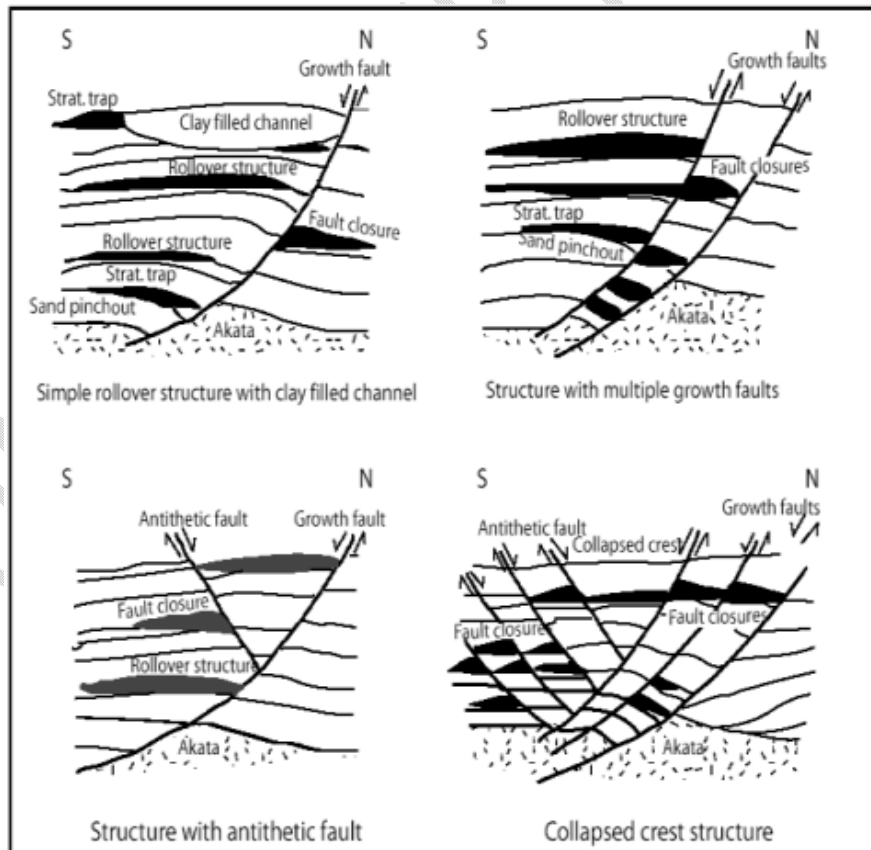 S
N
Growth fault
Strat. trap
Clay filled channel
Rollover structure
Fault closure
Rollover structure
Strat. trap
Sand pinchout
Akata
Simple rollover structure with clay filled channel
S
N
Growth faults
Rollover structure
Fault closures
Strat. trap
Sand pinchout
Akata
Structure with multiple growth faults
S
N
Antithetic fault
Growth fault
Fault closure
Rollover structure
Akata
Structure with antithetic fault
S
N
Growth faults
Antithetic fault
Collapsed crest
Fault closures
Fault closure
Akata
Collapsed crest structure